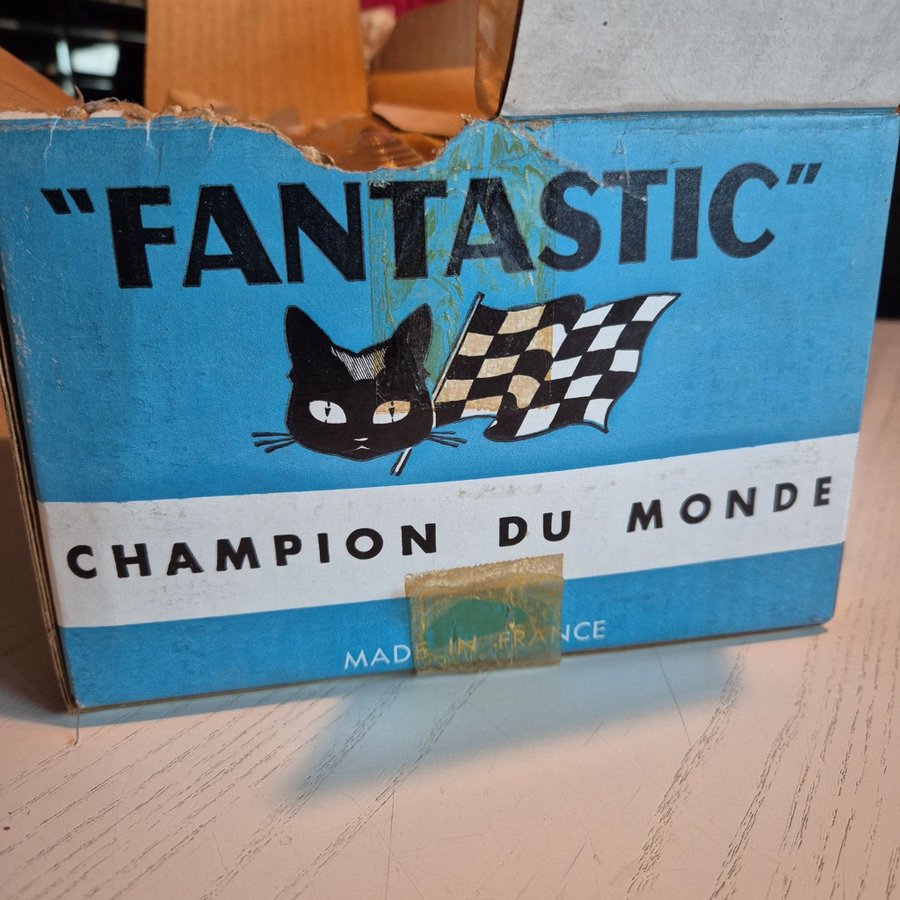 "FANTASTIC"
CHAMPION DU MONDE
MADE IN FRANCE